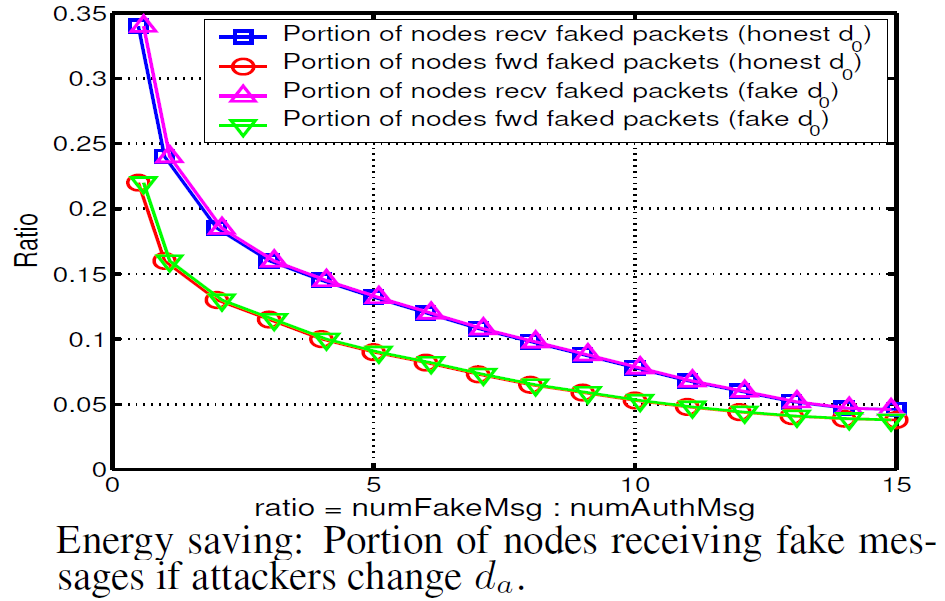 0.35
0.3
0.25
0.2
0.15
0.1
0.05
0
Ratio
Portion of nodes recv faked packets (honest d0)
Portion of nodes fwd faked packets (honest d0)
Portion of nodes recv faked packets (fake d0)
Portion of nodes fwd faked packets (fake d0)
0 5 10 15
ratio = numFakeMsg : numAuthMsg
Energy saving: Portion of nodes receiving fake mes-
sages if attackers change da.